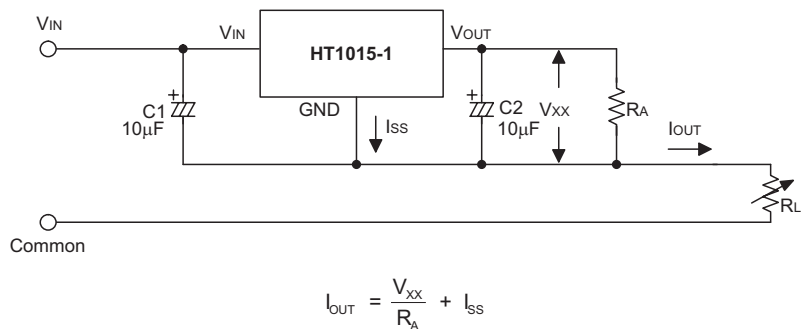 VIN
VIN
HT1015-1
VOUT
GND
ISS
+
C1
10μF
+
C2
10μF
VXX
RA
IOUT
RL
Common
IOUT = VXX / RA + ISS